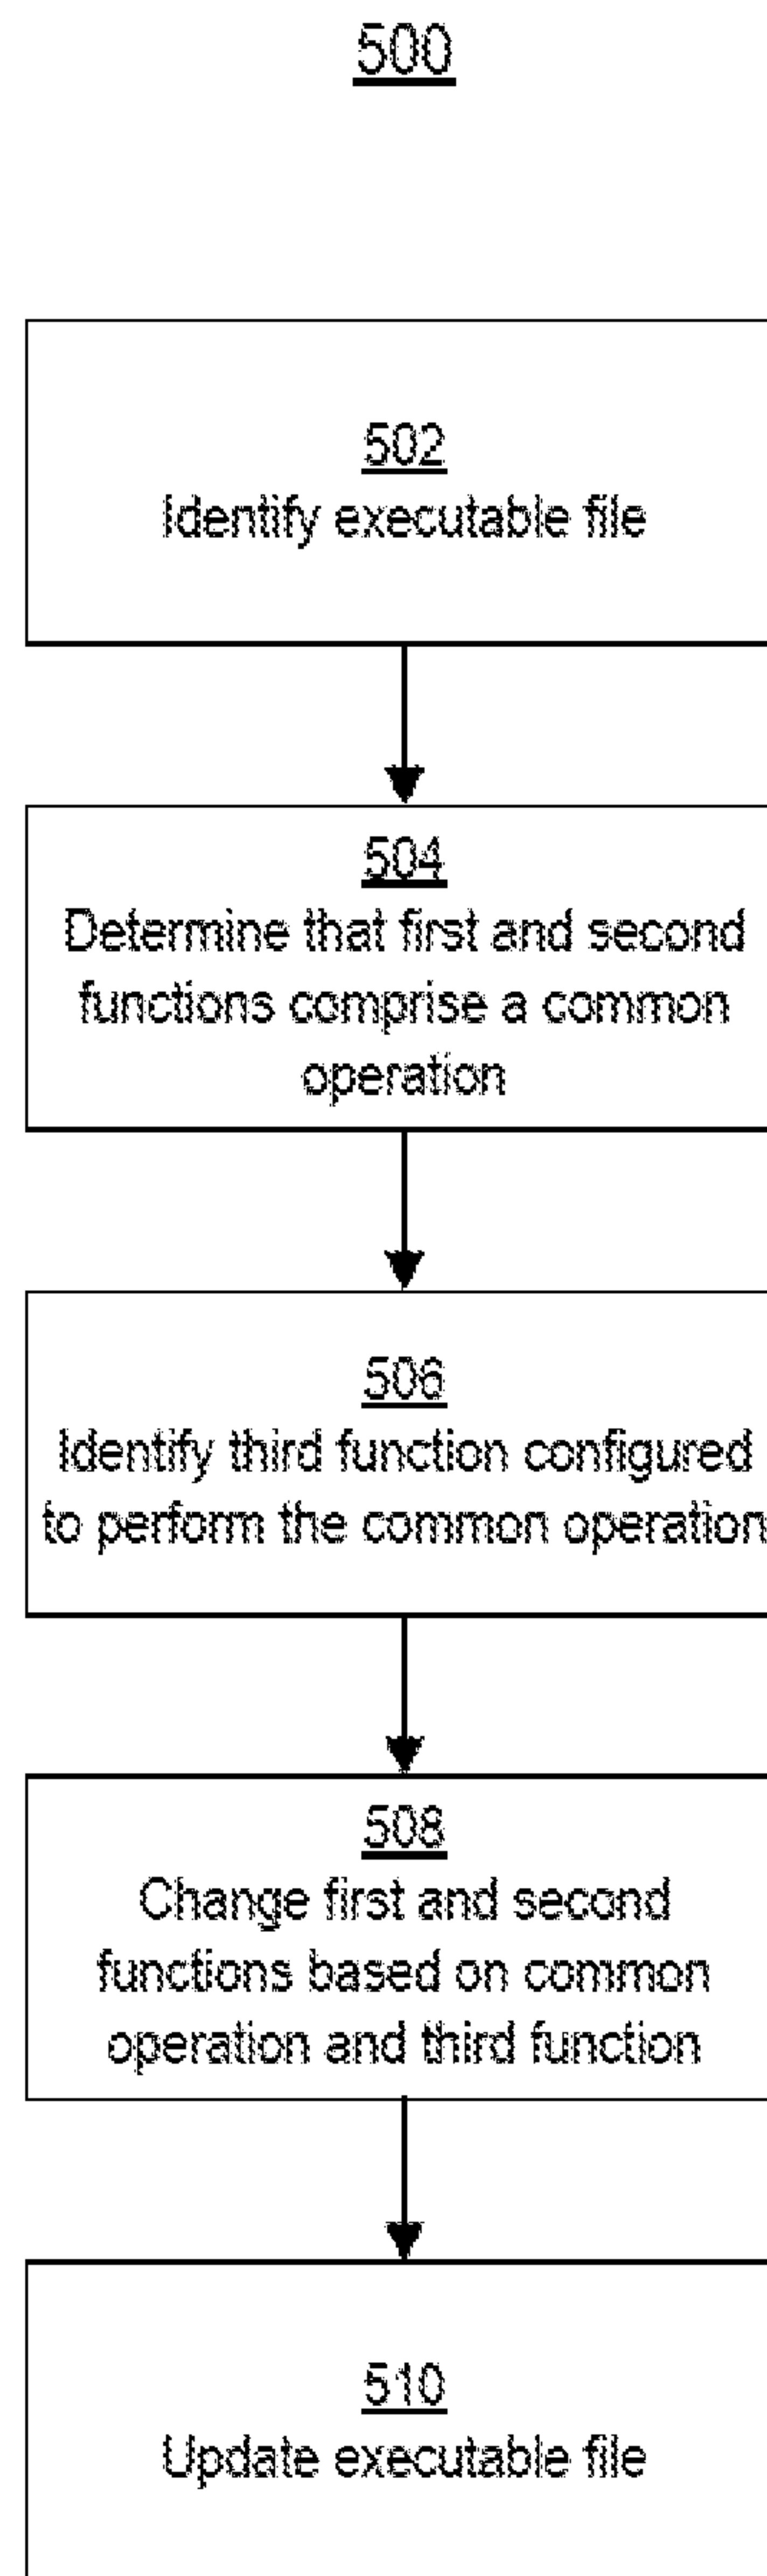 500
502
Identify executable file
504
Determine that first and second
functions comprise a common
operation
506
Identify third function configured
to perform the common operation
508
Change first and second
functions based on common
operation and third function
510
Update executable file